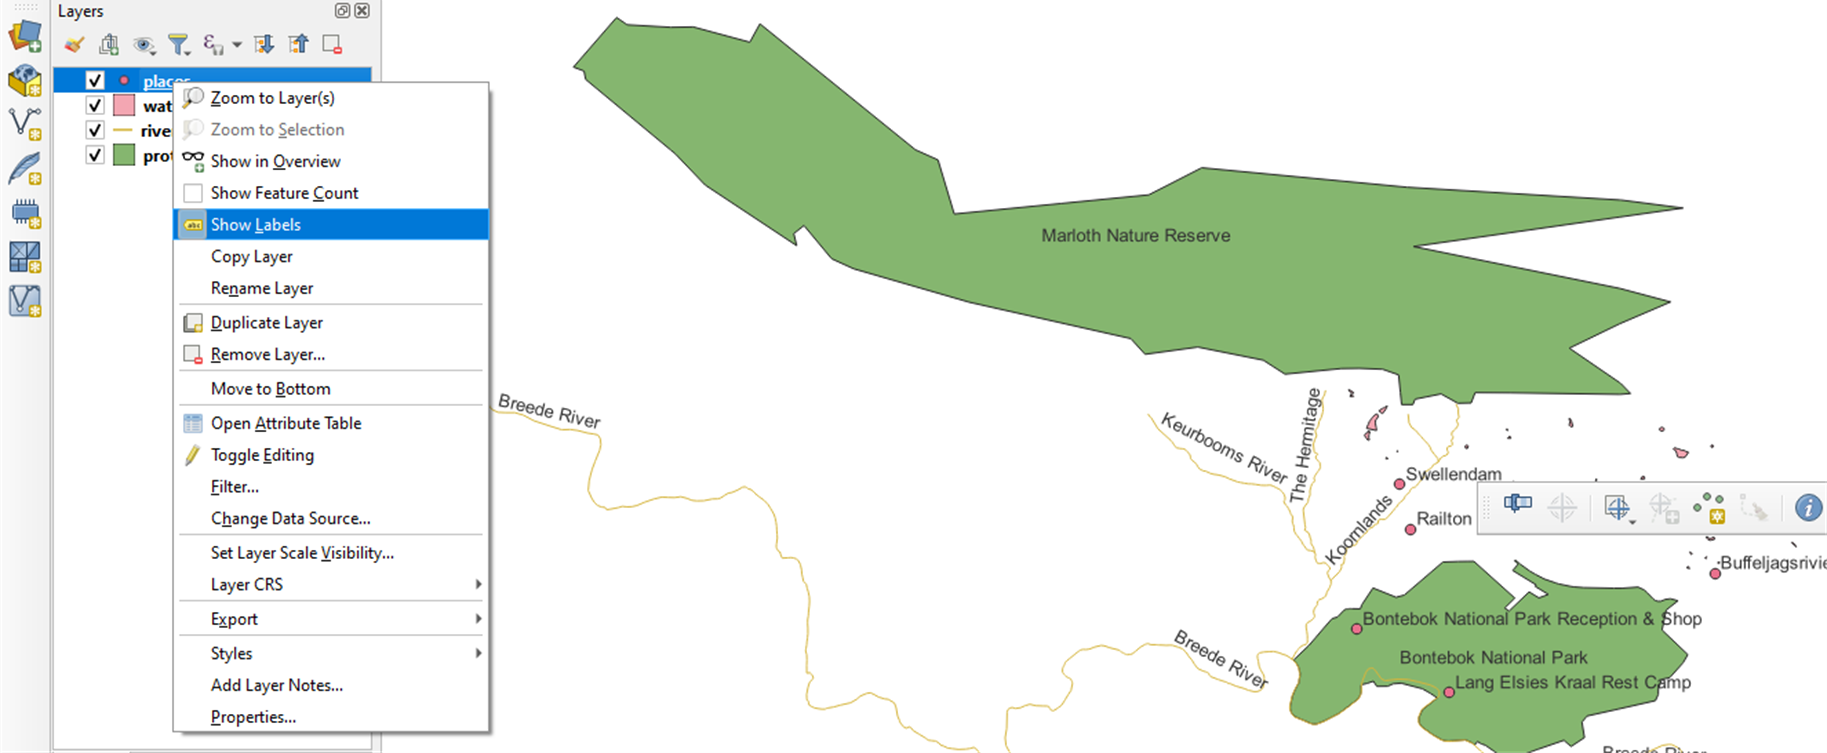 Layers
places
wat
rive
prot
Zoom to Layer(s)
Zoom to Selection
Show in Overview
Show Feature Count
abc Show Labels
Copy Layer
Rename Layer
Duplicate Layer
Remove Layer...
Move to Bottom
Open Attribute Table
Toggle Editing
Filter...
Change Data Source...
Set Layer Scale Visibility...
Layer CRS
Export
Styles
Add Layer Notes...
Properties...
Marloth Nature Reserve
Breede River
Keurbooms River
The Hermitage
Swellendam
Koornlands
Railton
Buffeljagsrivie
Bontebok National Park Reception & Shop
Breede River
Bontebok National Park
Lang Elsies Kraal Rest Camp
Breede River